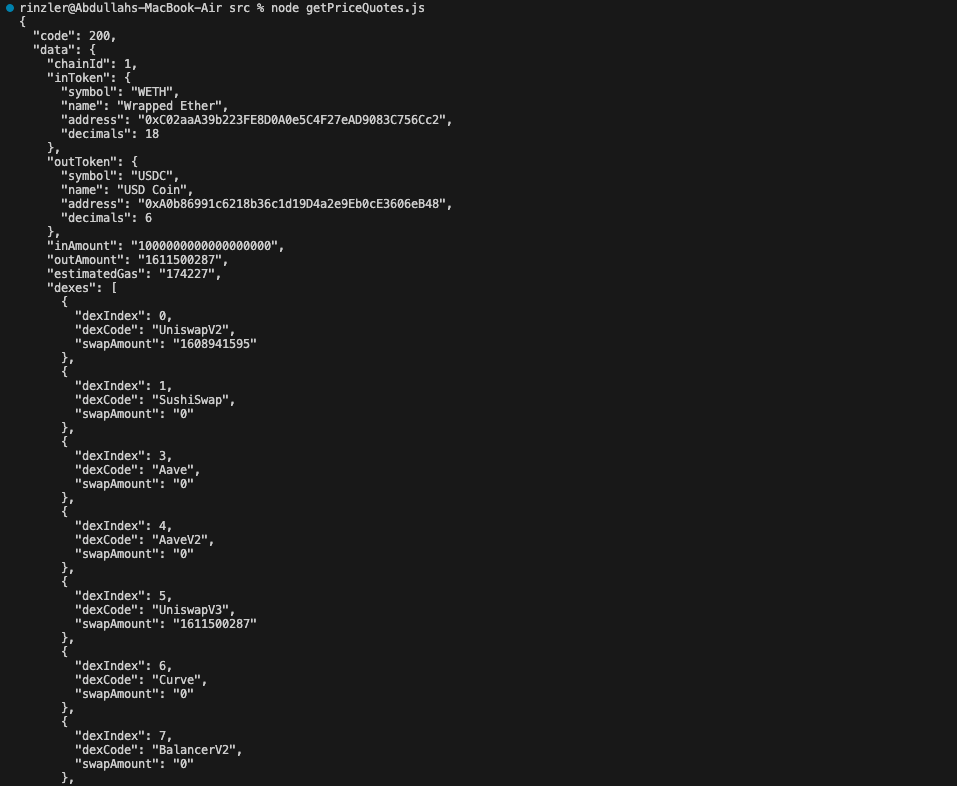 rinzler@Abdullahs-MacBook-Air src % node getPriceQuotes.js
{
"code": 200,
"data": {
"chainId": 1,
"inToken": {
"symbol": "WETH",
"name": "Wrapped Ether",
"address": "0xC02aaA39b223FE8D0A0e5C4F27eAD9083C756Cc2",
"decimals": 18
},
"outToken": {
"symbol": "USDC",
"name": "USD Coin",
"address": "0xA0b86991c6218b36c1d19D4a2e9Eb0cE3606eB48",
"decimals": 6
},
"inAmount": "1000000000000000000",
"outAmount": "1611500287",
"estimatedGas": "174227",
"dexes": [
{
"dexIndex": 0,
"dexCode": "UniswapV2",
"swapAmount": "1608941595"
},
{
"dexIndex": 1,
"dexCode": "SushiSwap",
"swapAmount": "0"
},
{
"dexIndex": 3,
"dexCode": "Aave",
"swapAmount": "0"
},
{
"dexIndex": 4,
"dexCode": "AaveV2",
"swapAmount": "0"
},
{
"dexIndex": 5,
"dexCode": "UniswapV3",
"swapAmount": "1611500287"
},
{
"dexIndex": 6,
"dexCode": "Curve",
"swapAmount": "0"
},
{
"dexIndex": 7,
"dexCode": "BalancerV2",
"swapAmount": "0"
},